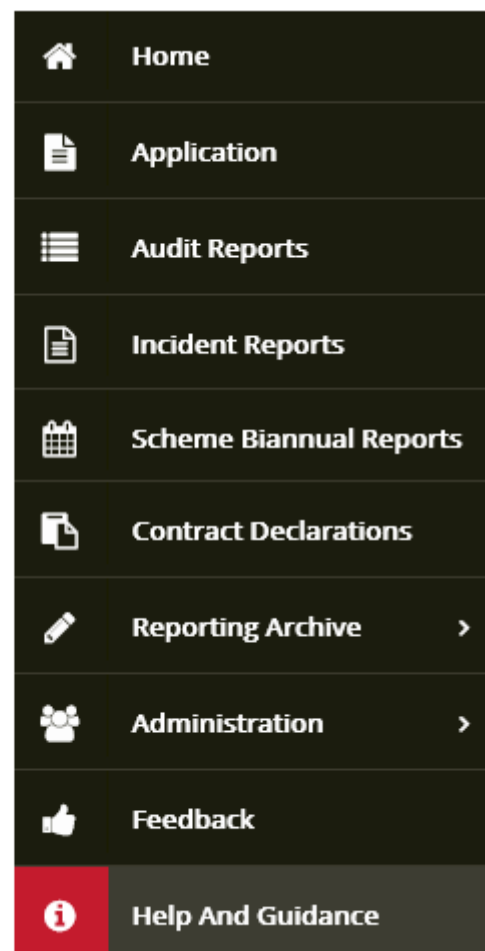 Home
Application
Audit Reports
Incident Reports
Scheme Biannual Reports
Contract Declarations
Reporting Archive
Administration
Feedback
Help And Guidance